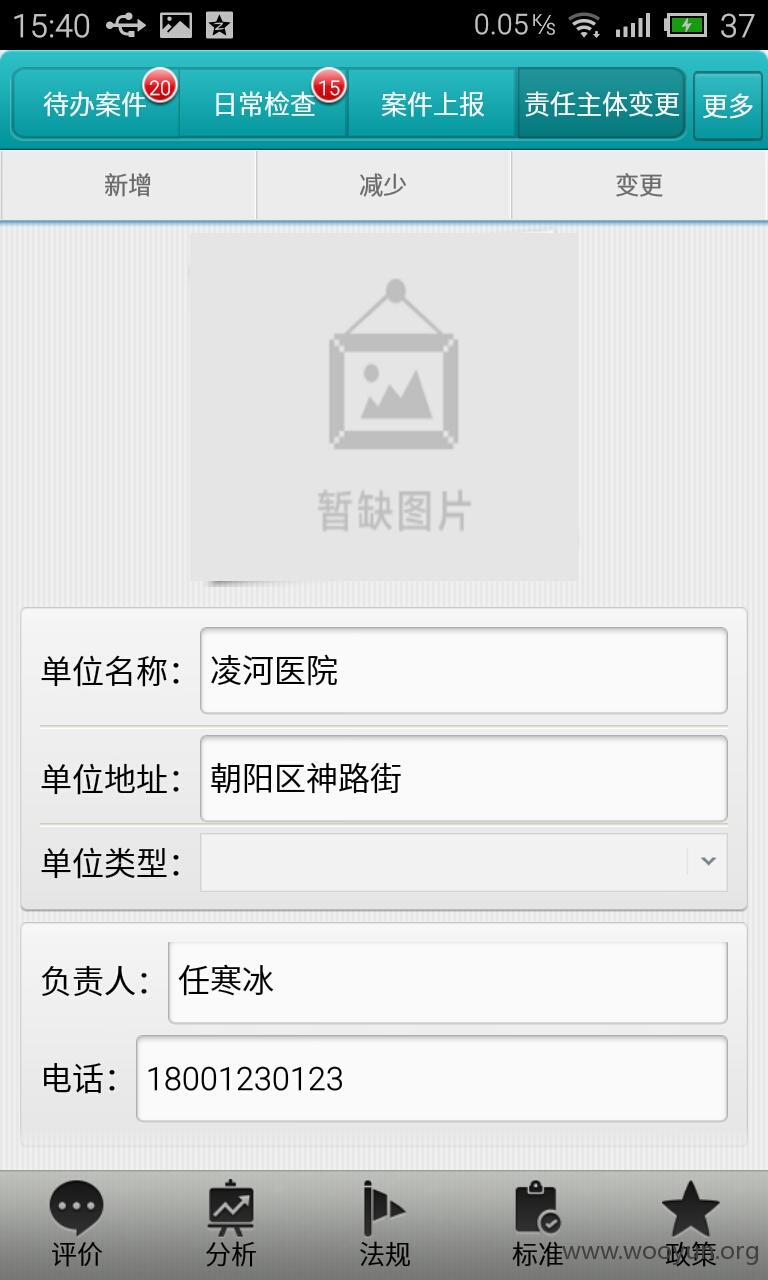 15:40 0.05 K/s 37
待办案件 20 日常检查 15 案件上报 责任主体变更 更多
新增 减少 变更
暂缺图片
单位名称： 凌河医院
单位地址： 朝阳区神路街
单位类型：
负责人： 任寒冰
电话： 18001230123
评价 分析 法规 标准 政策
www.wooyun.org